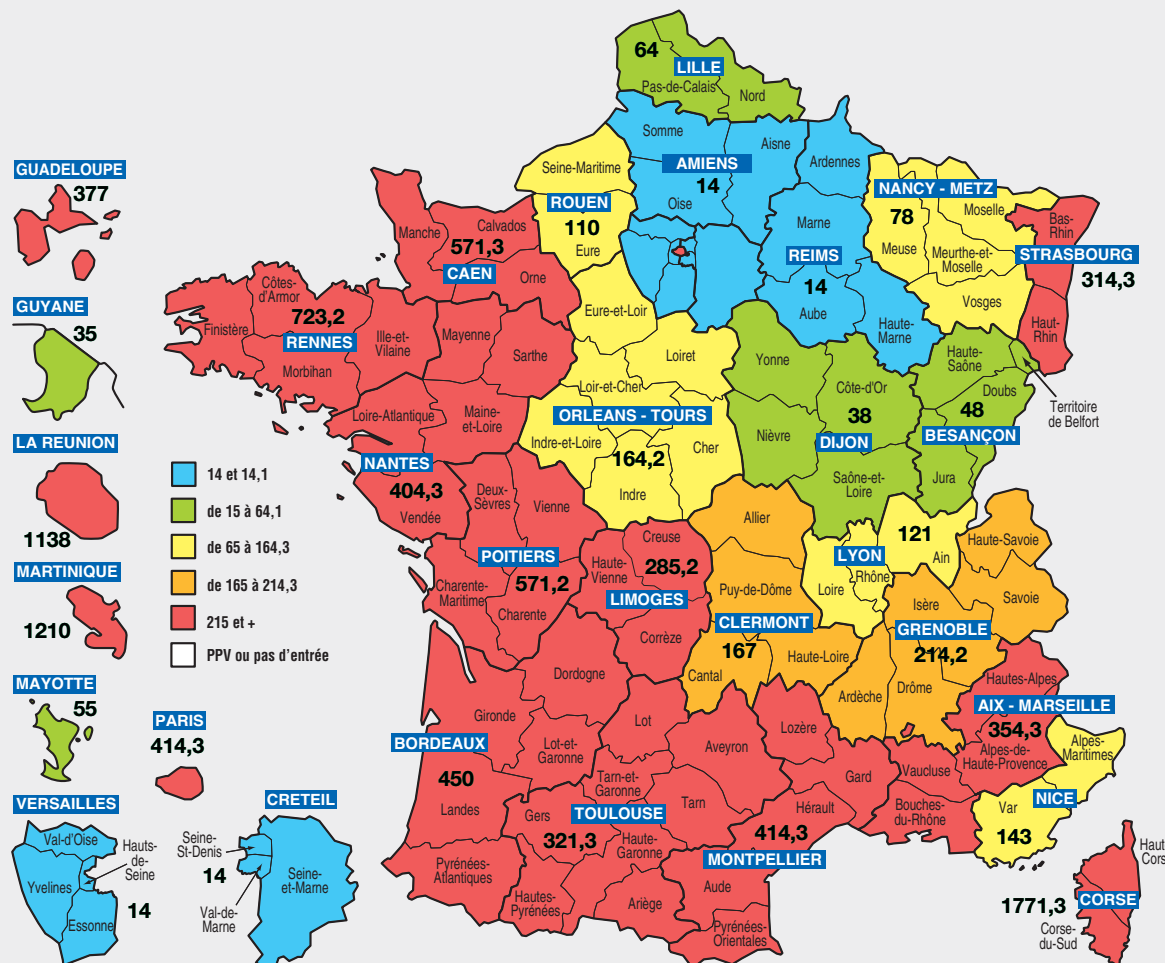 64
LILLE
Pas-de-Calais
Nord
Somme
Aisne
AMIENS
14
Oise
Ardennes
Seine-Maritime
ROUEN
110
Eure
NANCY - METZ
78
Moselle
Meuse
Meurthe-et-
Moselle
Vosges
Bas-
Rhin
STRASBOURG
314,3
Haut-
Rhin
Marne
REIMS
14
Aube
Haute-
Marne
GUADELOUPE
377
GUYANE
35
LA REUNION
1138
MARTINIQUE
1210
MAYOTTE
55
PARIS
414,3
Manche
Calvados
571,3
CAEN
Orne
Côtes-
d'Armor
Finistère
723,2
RENNES
Ille-et-
Vilaine
Morbihan
Mayenne
Sarthe
Loire-Atlantique
Maine-
et-Loire
NANTES
404,3
Vendée
Eure-et-Loir
Loiret
Loir-et-Cher
ORLEANS - TOURS
Indre-et-Loire
164,2
Cher
Indre
Yonne
Côte-d'Or
38
Nièvre
DIJON
Saône-et-
Loire
Haute-
Saône
Doubs
48
BESANÇON
Jura
Territoire
de Belfort
14 et 14,1
de 15 à 64,1
de 65 à 164,3
de 165 à 214,3
215 et +
PPV ou pas d'entrée
Deux-
Sèvres
Vienne
POITIERS
571,2
Charente-
Maritime
Charente
Creuse
Haute-
Vienne
285,2
LIMOGES
Corrèze
Allier
Puy-de-Dôme
CLERMONT
167
Haute-Loire
Cantal
121
Ain
LYON
Rhône
Loire
Haute-Savoie
Savoie
Isère
GRENOBLE
214,2
Drôme
Ardèche
Dordogne
Gironde
BORDEAUX
450
Lot-et-
Garonne
Landes
Pyrénées-
Atlantiques
Lot
Aveyron
Tarn-et-
Garonne
Tarn
Gers
TOULOUSE
321,3
Haute-
Garonne
Hautes-
Pyrénées
Ariège
Lozère
Gard
Hérault
414,3
MONTPELLIER
Aude
Pyrénées-
Orientales
Hautes-Alpes
AIX - MARSEILLE
354,3
Alpes-de-
Haute-Provence
Vaucluse
Bouches-
du-Rhône
Alpes-
Maritimes
NICE
Var
143
Haut
Cors
1771,3
CORSE
Corse-
du-Sud
VERSAILLES
Val-d'Oise
Hauts-
de-
Seine
Yvelines
14
Essonne
CRETEIL
Seine-
St-Denis
14
Seine-
et-Marne
Val-de-
Marne